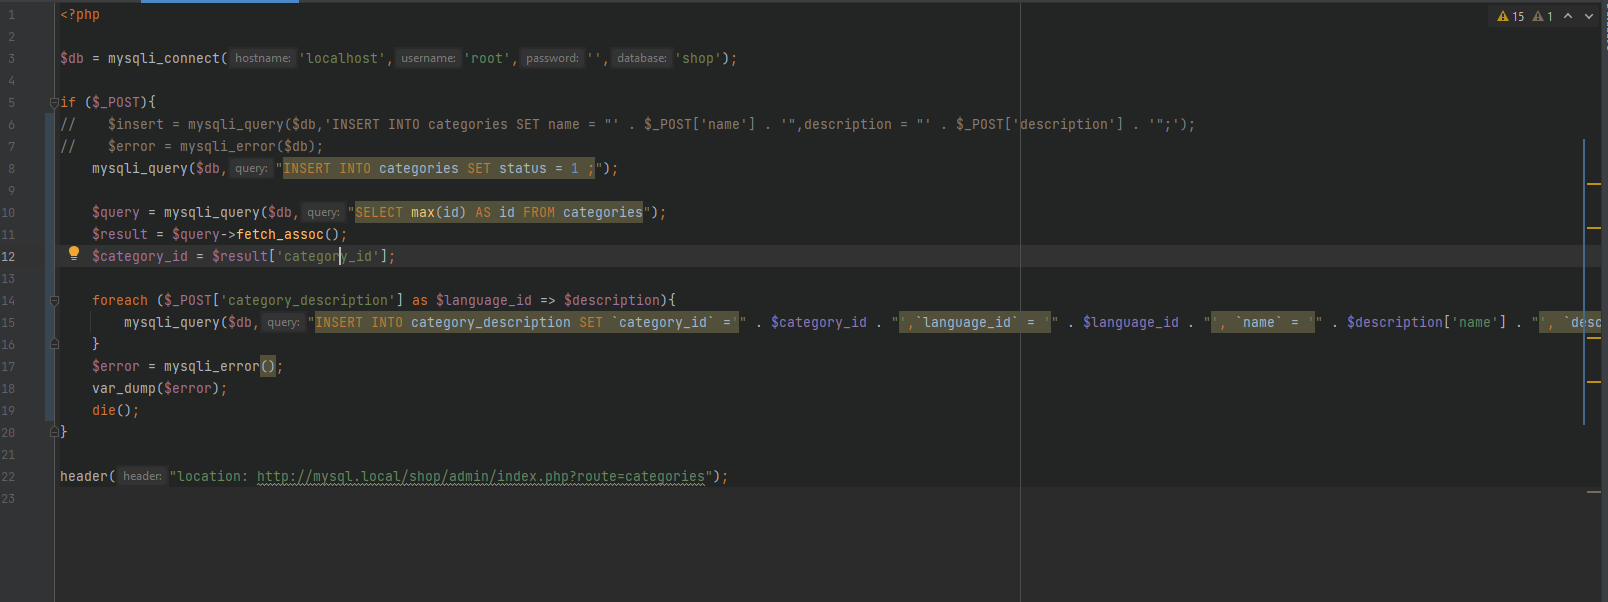 15 1
1 <?php
2
3 $db = mysqli_connect( hostname: 'localhost', username: 'root', password: '', database: 'shop');
4
5 if ($_POST){
6 //    $insert = mysqli_query($db,'INSERT INTO categories SET name = "' . $_POST['name'] . '",description = "' . $_POST['description'] . '";');
7 //    $error = mysqli_error($db);
8     mysqli_query($db, query: "INSERT INTO categories SET status = 1 ;");
9
10     $query = mysqli_query($db, query: "SELECT max(id) AS id FROM categories");
11     $result = $query->fetch_assoc();
12     $category_id = $result['category_id'];
13
14     foreach ($_POST['category_description'] as $language_id => $description){
15         mysqli_query($db, query: "INSERT INTO category_description SET `category_id` ='" . $category_id . "',`language_id` = '" . $language_id . "', `name` = '" . $description['name'] . "', `desc
16     }
17     $error = mysqli_error();
18     var_dump($error);
19     die();
20 }
21
22 header( header: "location: http://mysql.local/shop/admin/index.php?route=categories");
23